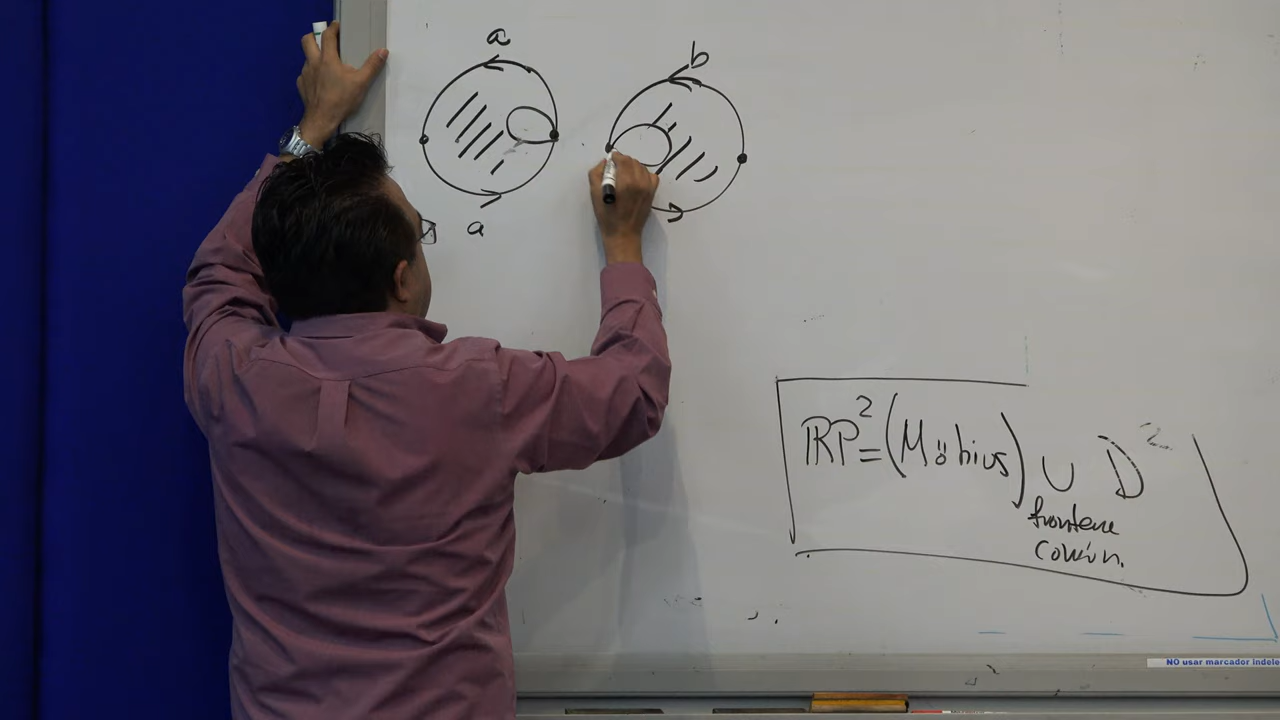 a
b
a
RP²=(Möbius) ∪ D²
frontera
común.
NO usar marcador indele